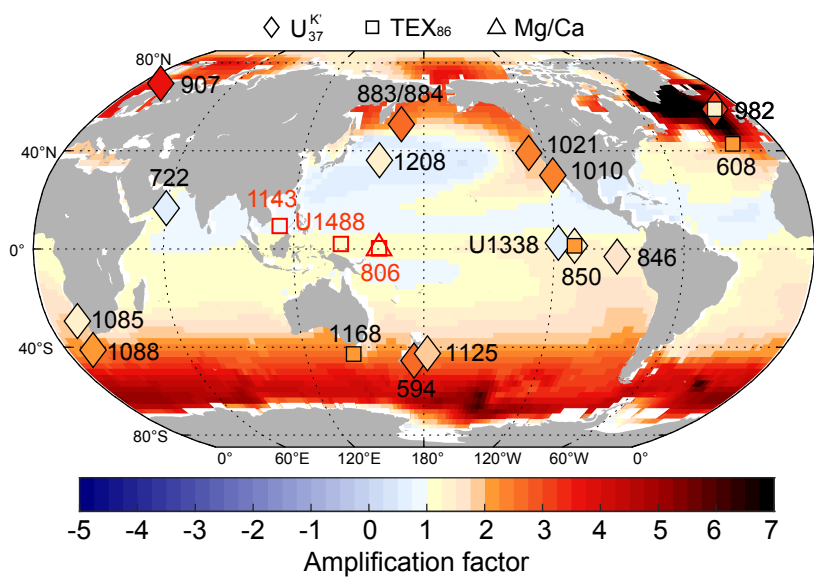 U37K' TEX86 Mg/Ca
80°N
907
883/884
982
40°N
1208
1021
608
722
1010
1143
U1488
0°
U1338
806
850
846
1085
1168
1088
1125
40°S
594
80°S
0° 60°E 120°E 180° 120°W 60°W 0°
-5 -4 -3 -2 -1 0 1 2 3 4 5 6 7
Amplification factor